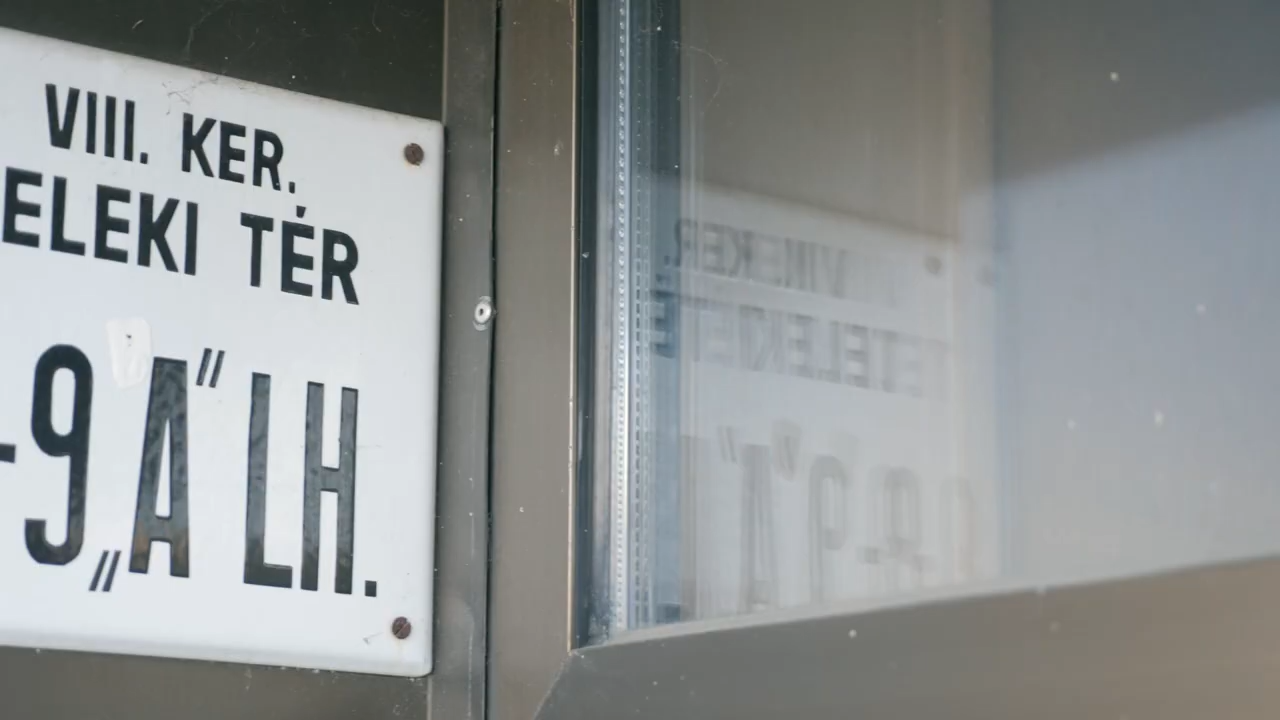 VIII. KER.
ELEKI TÉR
-9 „A” LH.